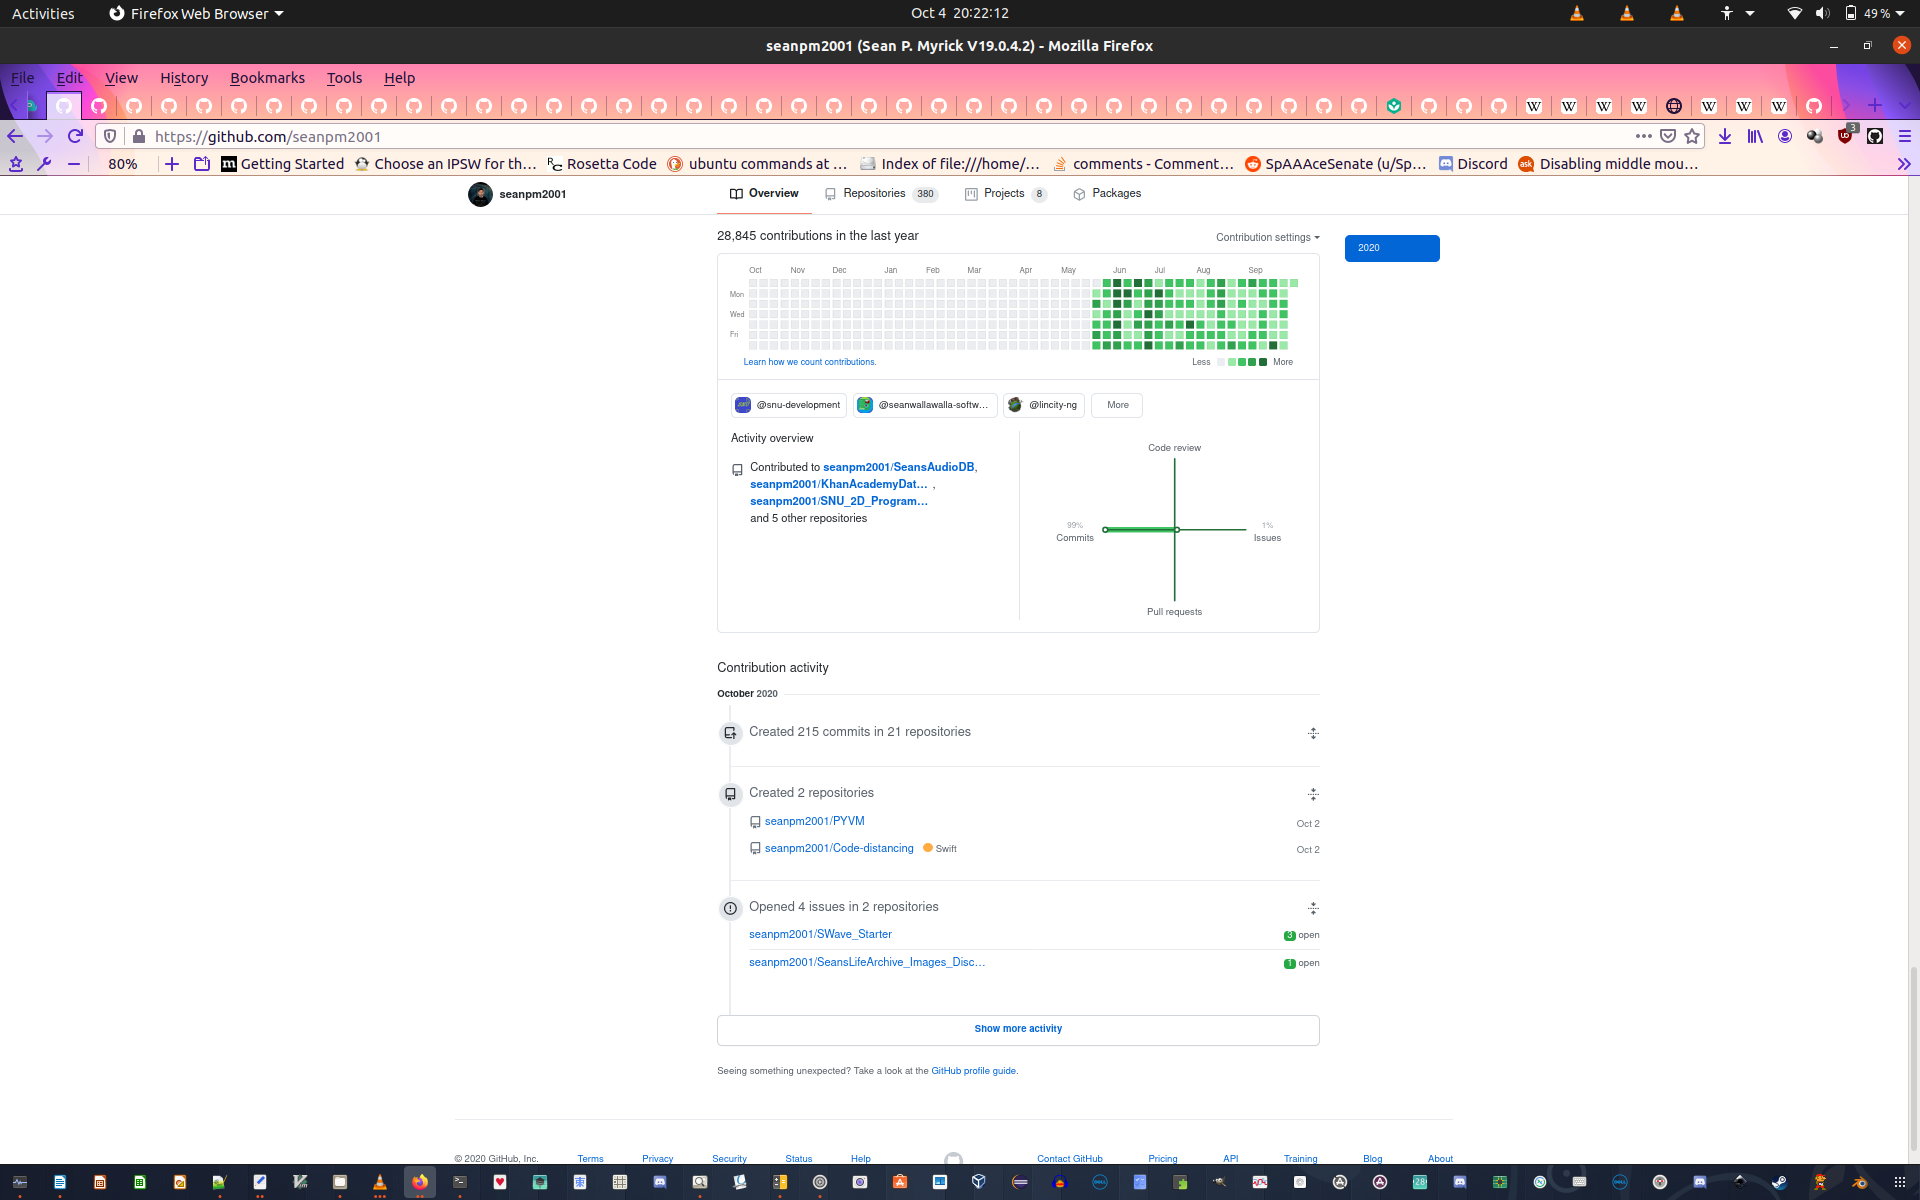 Activities Firefox Web Browser Oct 4 20:22:12 49 %
seanpm2001 (Sean P. Myrick V19.0.4.2) - Mozilla Firefox
File Edit View History Bookmarks Tools Help
https://github.com/seanpm2001 3
80% Getting Started Choose an IPSW for th… Rosetta Code ubuntu commands at … Index of file:///home/… comments - Comment… SpAAAceSenate (u/Sp… Discord Disabling middle mou…
seanpm2001 Overview Repositories 380 Projects 8 Packages
28,845 contributions in the last year Contribution settings 2020
Oct Nov Dec Jan Feb Mar Apr May Jun Jul Aug Sep
Mon
Wed
Fri
Learn how we count contributions. Less More
@snu-development @seanwallawalla-softw… @lincity-ng More
Activity overview
Contributed to seanpm2001/SeansAudioDB,
seanpm2001/KhanAcademyDat… ,
seanpm2001/SNU_2D_Program…
and 5 other repositories
Code review
99% Commits
1% Issues
Pull requests
Contribution activity
October 2020
Created 215 commits in 21 repositories
Created 2 repositories
seanpm2001/PYVM Oct 2
seanpm2001/Code-distancing Swift Oct 2
Opened 4 issues in 2 repositories
seanpm2001/SWave_Starter 3 open
seanpm2001/SeansLifeArchive_Images_Disc… 1 open
Show more activity
Seeing something unexpected? Take a look at the GitHub profile guide.
© 2020 GitHub, Inc. Terms Privacy Security Status Help Contact GitHub Pricing API Training Blog About